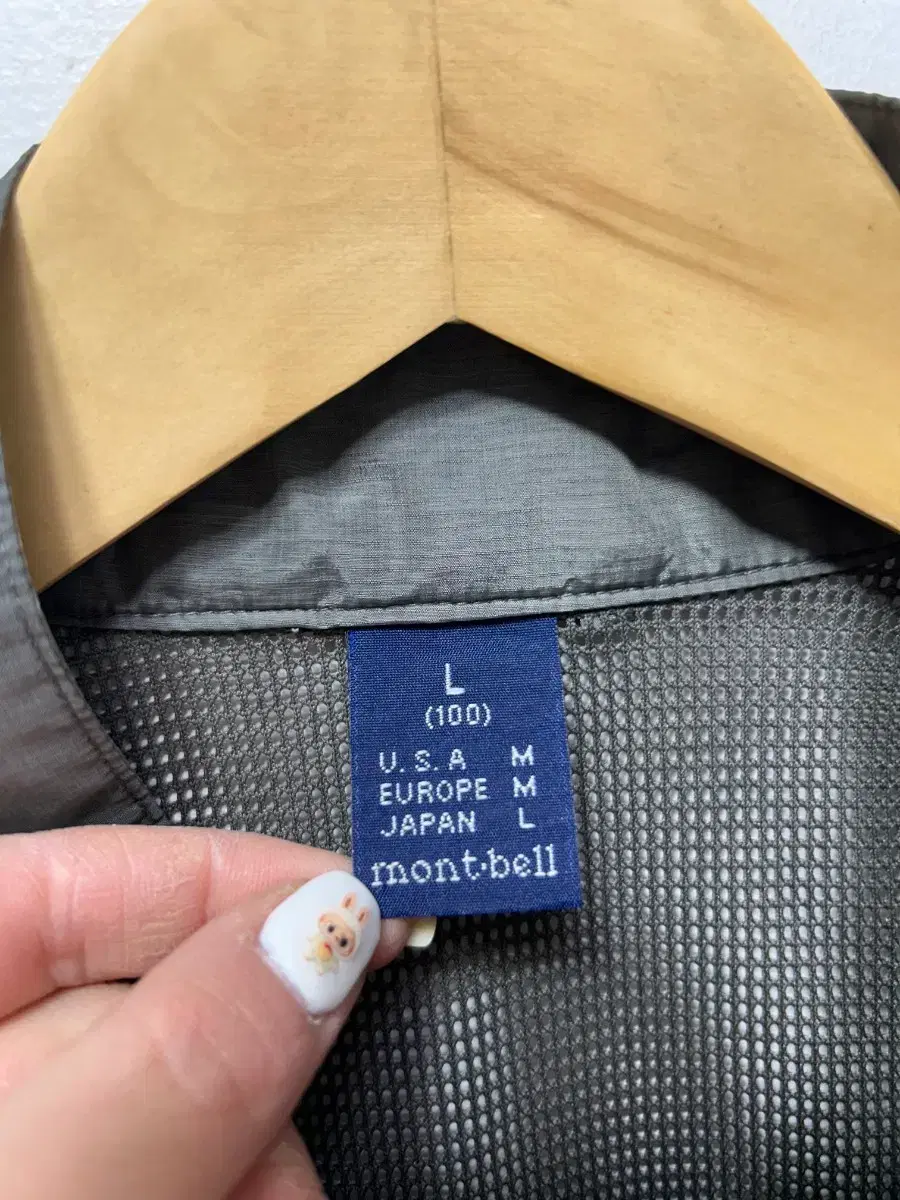 L
(100)
U.S.A M
EUROPE M
JAPAN L
mont·bell